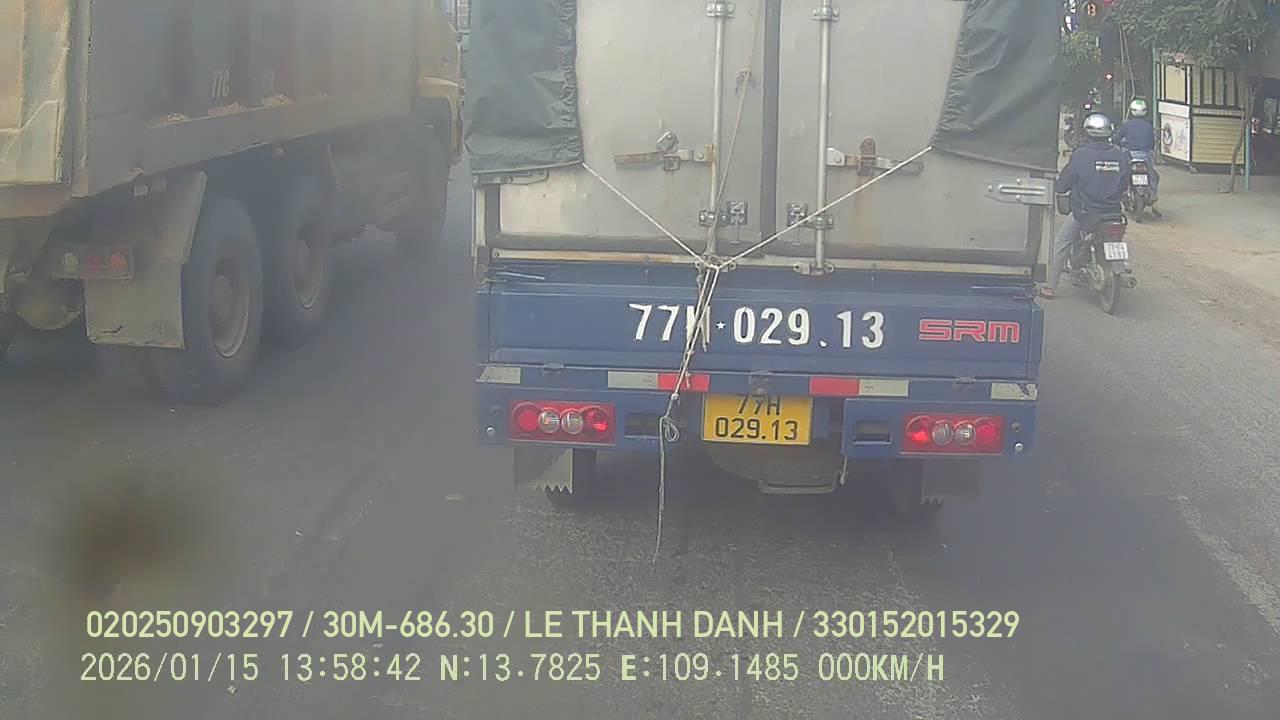 77C
77H★029.13 SRM
77H
029.13
020250903297 / 30M-686.30 / LE THANH DANH / 330152015329
2026/01/15 13:58:42 N:13.7825 E:109.1485 000KM/H